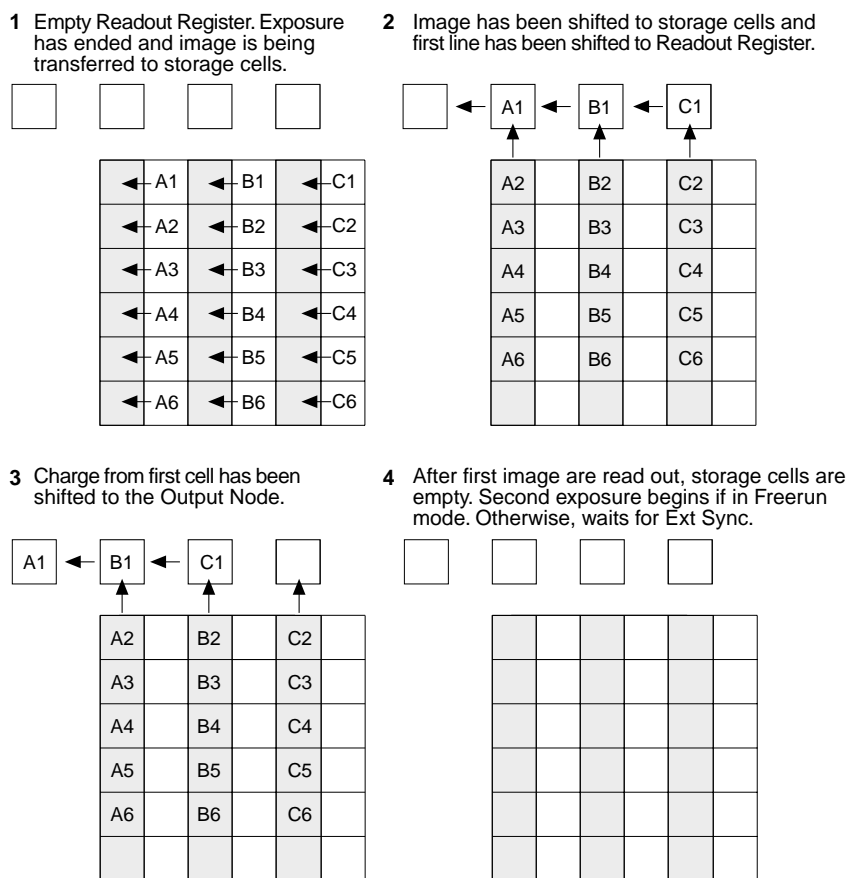 1 Empty Readout Register. Exposure
has ended and image is being
transferred to storage cells.
A1 B1 C1
A2 B2 C2
A3 B3 C3
A4 B4 C4
A5 B5 C5
A6 B6 C6
2 Image has been shifted to storage cells and
first line has been shifted to Readout Register.
A1 B1 C1
A2 B2 C2
A3 B3 C3
A4 B4 C4
A5 B5 C5
A6 B6 C6
3 Charge from first cell has been
shifted to the Output Node.
A1 B1 C1
A2 B2 C2
A3 B3 C3
A4 B4 C4
A5 B5 C5
A6 B6 C6
4 After first image are read out, storage cells are
empty. Second exposure begins if in Freerun
mode. Otherwise, waits for Ext Sync.